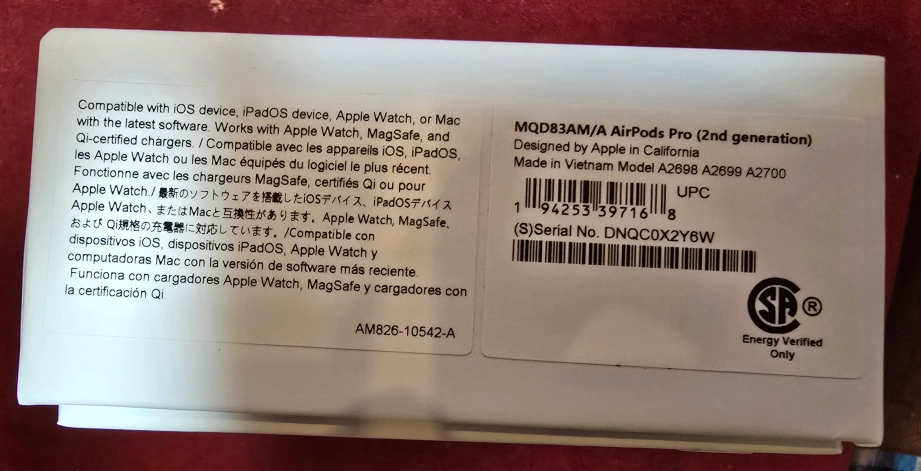 Compatible with iOS device, iPadOS device, Apple Watch, or Mac
with the latest software. Works with Apple Watch, MagSafe, and
Qi-certified chargers. / Compatible avec les appareils iOS, iPadOS,
les Apple Watch ou les Mac équipés du logiciel le plus récent.
Fonctionne avec les chargeurs MagSafe, certifiés Qi ou pour
Apple Watch./ 最新のソフトウェアを搭載したiOSデバイス、iPadOSデバイス
Apple Watch、またはMacと互換性があります。Apple Watch, MagSafe、
および Qi規格の充電器に対応しています。/Compatible con
dispositivos iOS, dispositivos iPadOS, Apple Watch y
computadoras Mac con la versión de software más reciente.
Funciona con cargadores Apple Watch, MagSafe y cargadores con
la certificación Qi.
AM826-10542-A
MQD83AM/A AirPods Pro (2nd generation)
Designed by Apple in California
Made in Vietnam Model A2698 A2699 A2700
UPC
1 94253 39716 8
(S)Serial No. DNQC0X2Y6W
SA ®
Energy Verified
Only